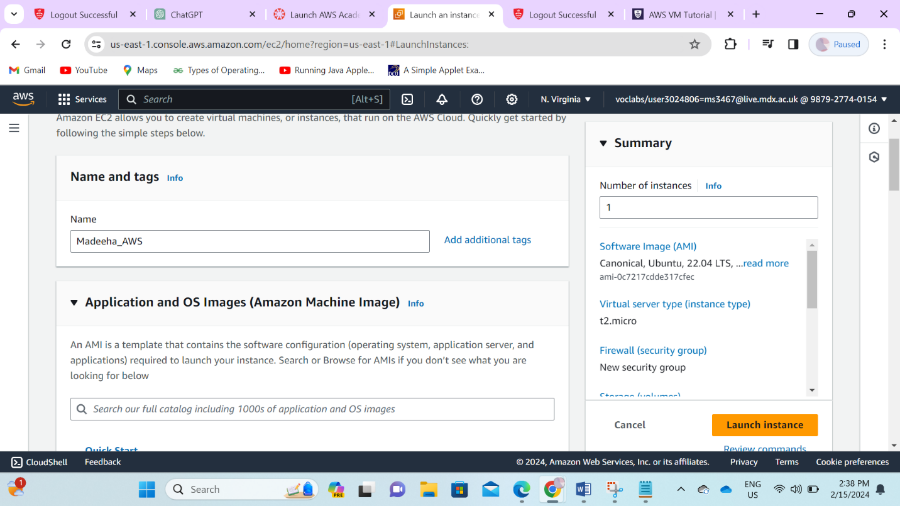 Logout Successful
ChatGPT
Launch AWS Acad
Launch an instanc
Logout Successful
AWS VM Tutorial |
us-east-1.console.aws.amazon.com/ec2/home?region=us-east-1#LaunchInstances:
Paused
Gmail
YouTube
Maps
Types of Operating...
Running Java Apple...
A Simple Applet Exa...
aws
Services
Search
[Alt+S]
N. Virginia
voclabs/user3024806=ms3467@live.mdx.ac.uk @ 9879-2774-0154
Amazon EC2 allows you to create virtual machines, or instances, that run on the AWS Cloud. Quickly get started by
following the simple steps below.
Name and tags Info
Name
Madeeha_AWS
Add additional tags
Application and OS Images (Amazon Machine Image) Info
An AMI is a template that contains the software configuration (operating system, application server, and
applications) required to launch your instance. Search or Browse for AMIs if you don't see what you are
looking for below
Search our full catalog including 1000s of application and OS images
Quick Start
Summary
Number of instances Info
1
Software Image (AMI)
Canonical, Ubuntu, 22.04 LTS, ...read more
ami-0c7217cdde317cfec
Virtual server type (instance type)
t2.micro
Firewall (security group)
New security group
Storage (volumes)
Cancel
Launch instance
Review commands
CloudShell
Feedback
© 2024, Amazon Web Services, Inc. or its affiliates.
Privacy
Terms
Cookie preferences
1
Search
ENG
US
2:38 PM
2/15/2024